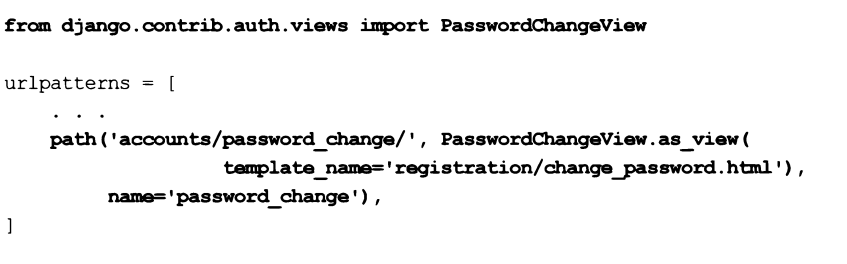 from django.contrib.auth.views import PasswordChangeView
urlpatterns = [
. . .
path('accounts/password_change/', PasswordChangeView.as_view(
template_name='registration/change_password.html'),
name='password_change'),
]